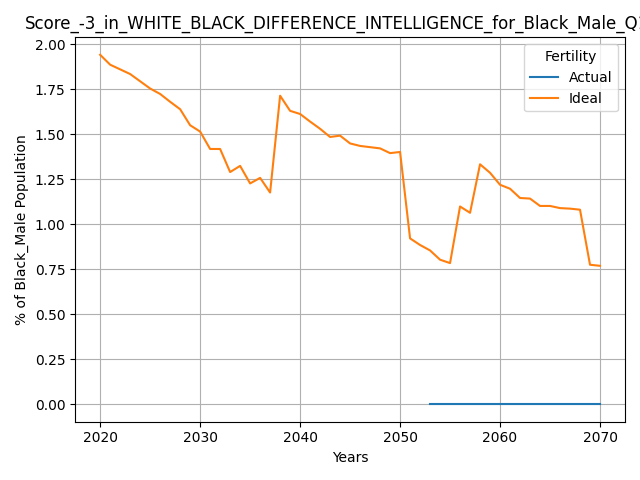 Score_-3_in_WHITE_BLACK_DIFFERENCE_INTELLIGENCE_for_Black_Male_Q
Fertility
Actual
Ideal
% of Black_Male Population
2.00
1.75
1.50
1.25
1.00
0.75
0.50
0.25
0.00
2020 2030 2040 2050 2060 2070
Years